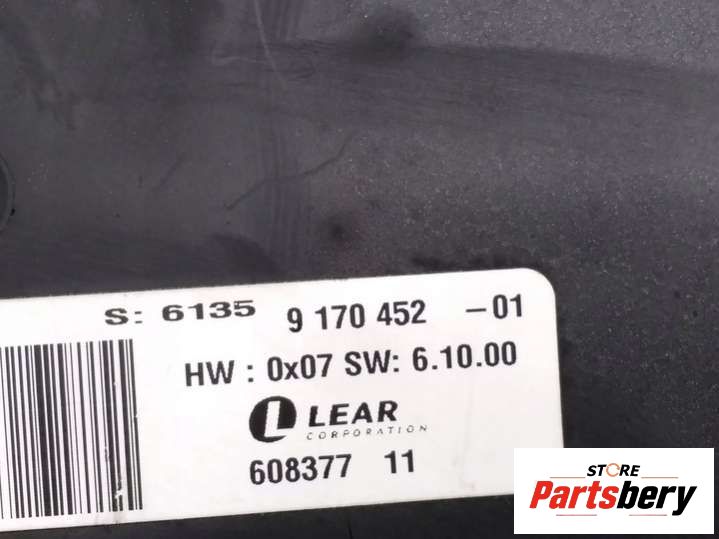 S: 6135 9 170 452 -01
HW : 0x07 SW: 6.10.00
LEAR
CORPORATION
608377 11
STORE
Partsbery